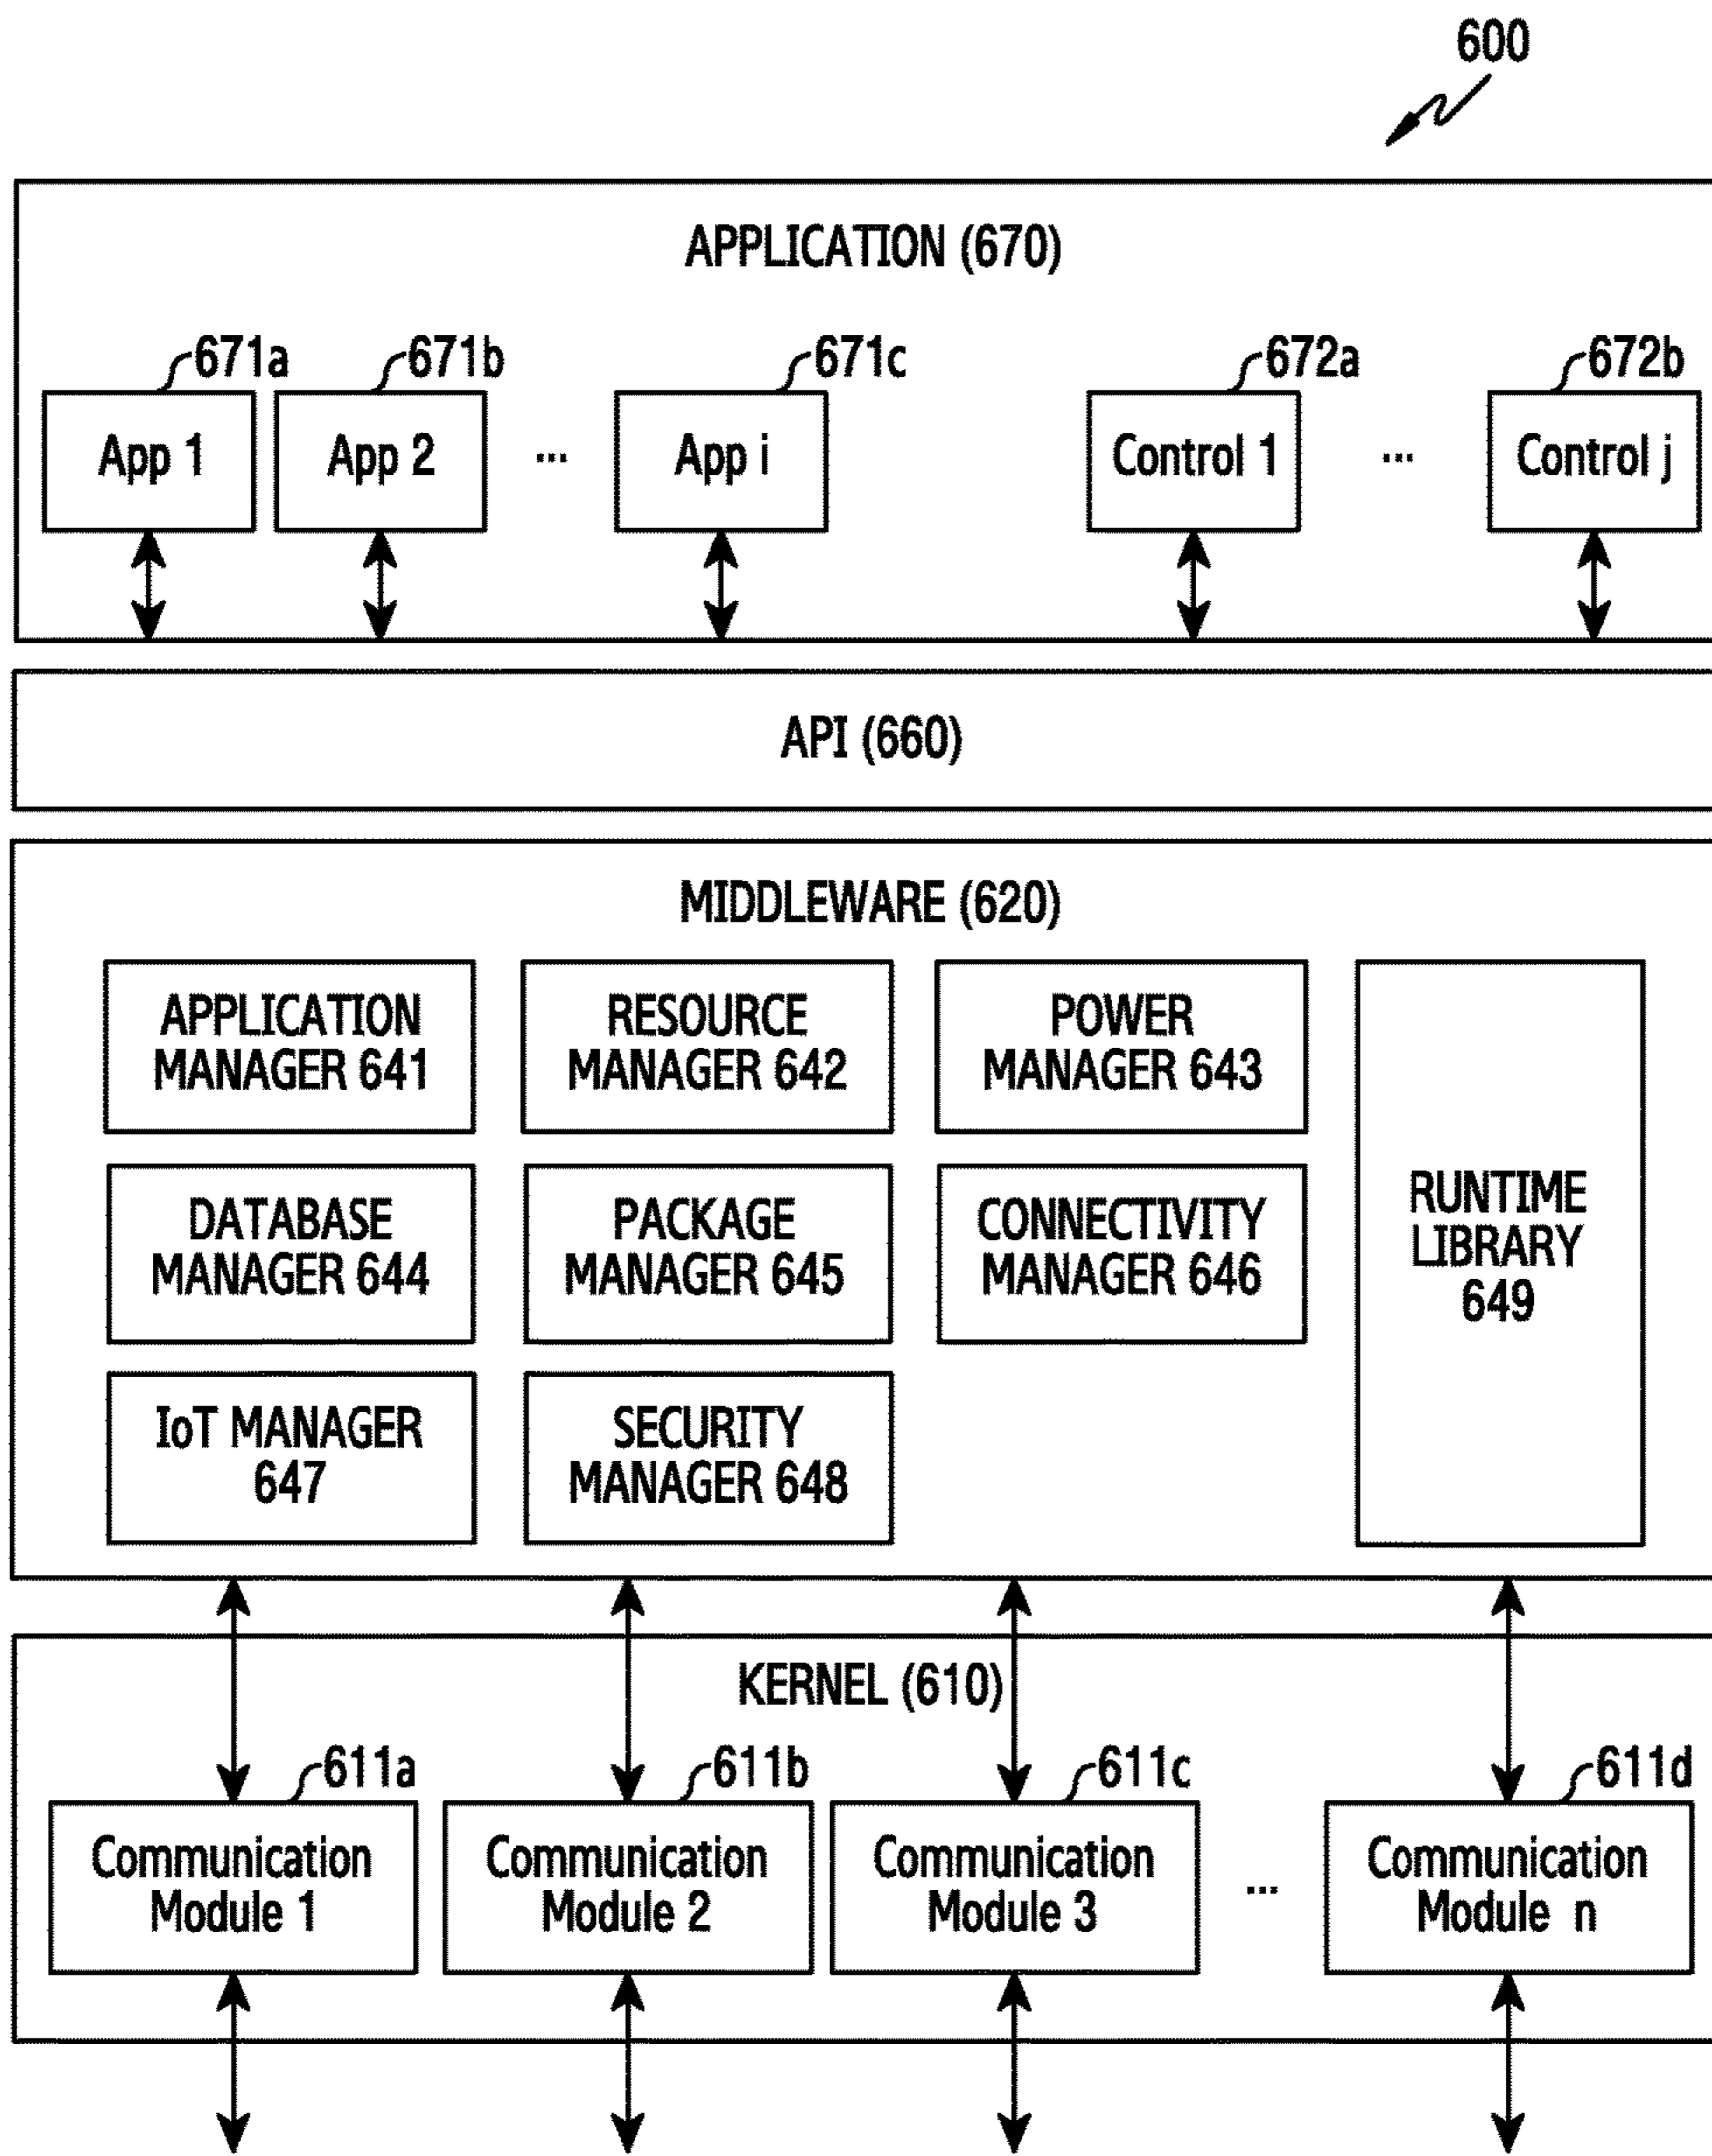 600
APPLICATION (670)
671a
671b
671c
672a
672b
App 1
App 2
...
App i
Control 1
...
Control j
API (660)
MIDDLEWARE (620)
APPLICATION
MANAGER 641
RESOURCE
MANAGER 642
POWER
MANAGER 643
DATABASE
MANAGER 644
PACKAGE
MANAGER 645
CONNECTIVITY
MANAGER 646
RUNTIME
LIBRARY
649
IoT MANAGER
647
SECURITY
MANAGER 648
KERNEL (610)
611a
611b
611c
611d
Communication
Module 1
Communication
Module 2
Communication
Module 3
...
Communication
Module n